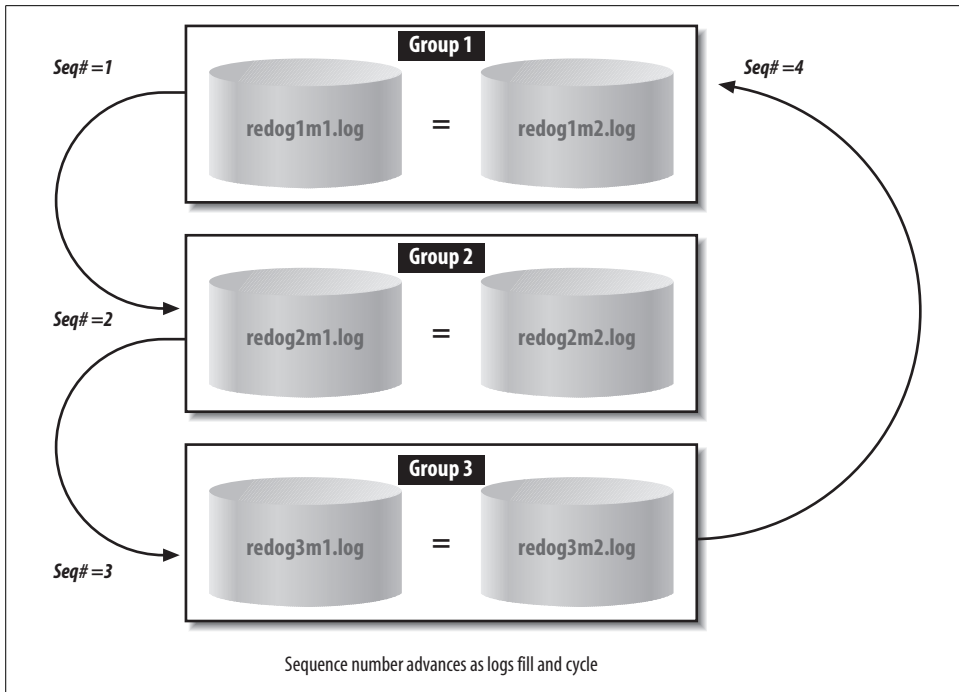 Group 1
Seq# =1
Seq# =4
redog1m1.log
=
redog1m2.log
Group 2
Seq# =2
redog2m1.log
=
redog2m2.log
Group 3
redog3m1.log
=
redog3m2.log
Seq# =3
Sequence number advances as logs fill and cycle